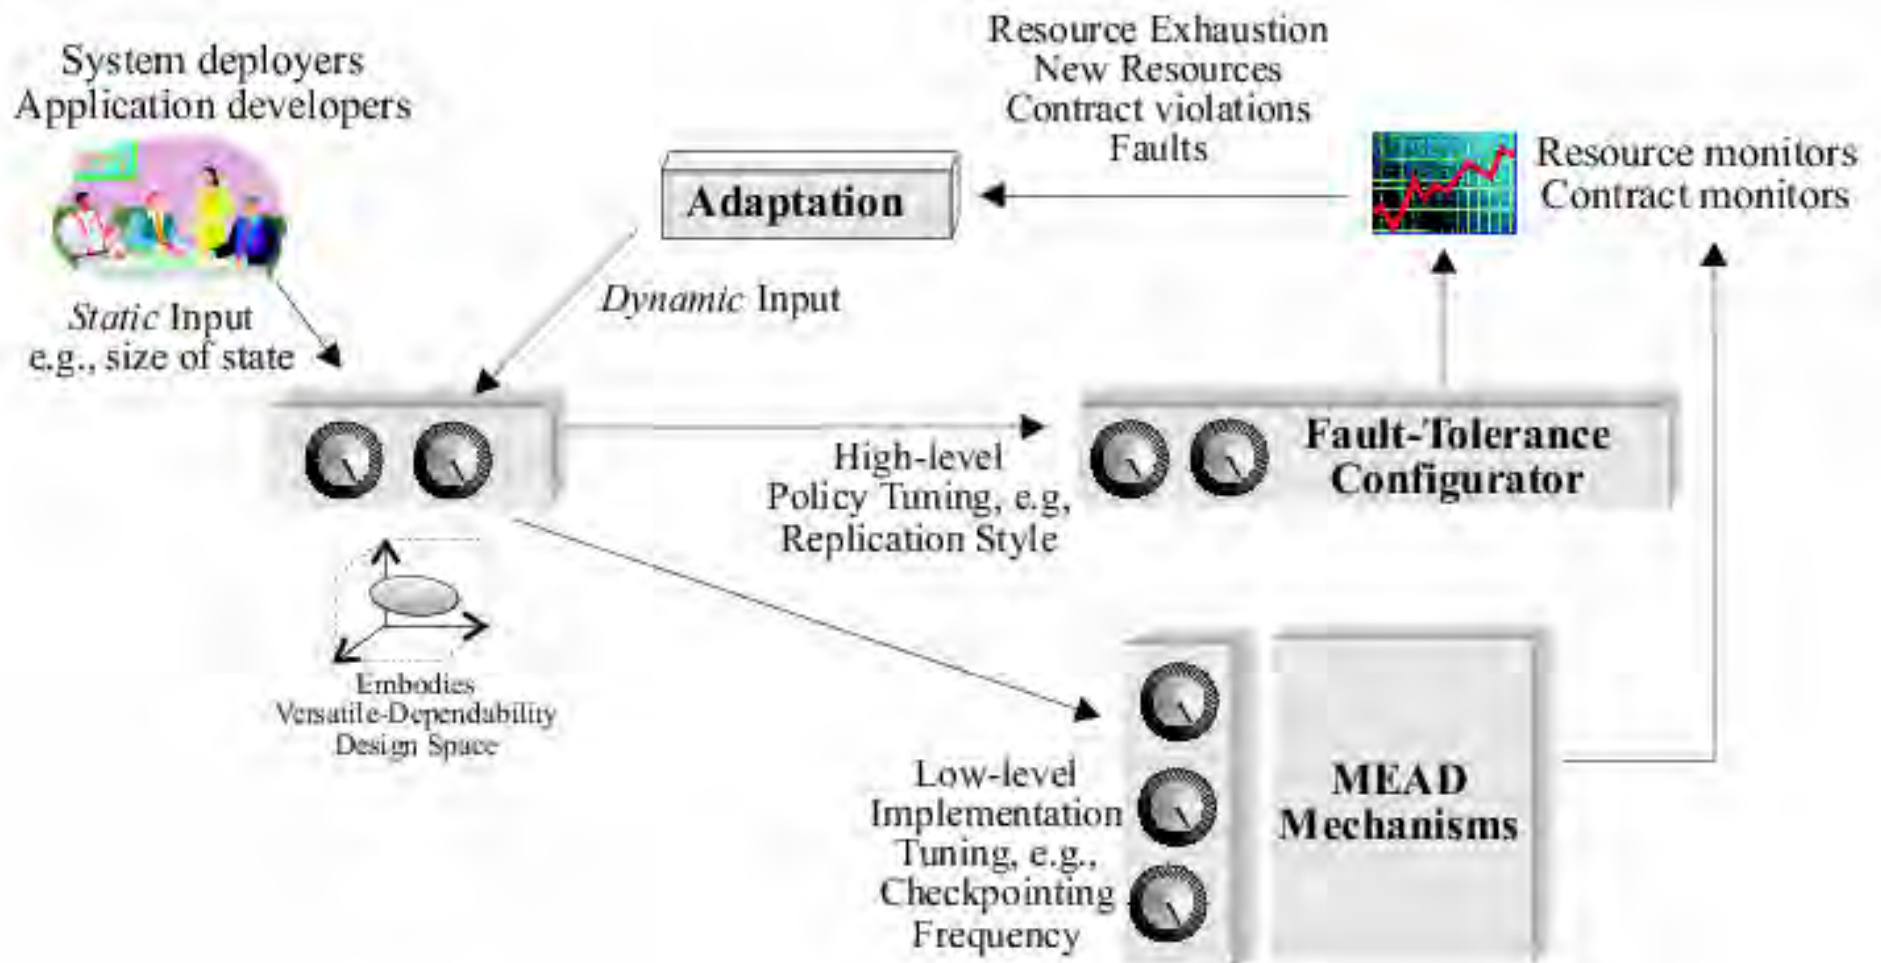 System deployers
Application developers
Resource Exhaustion
New Resources
Contract violations
Faults
Resource monitors
Contract monitors
Adaptation
Static Input
e.g., size of state
Dynamic Input
High-level
Policy Tuning, e.g,
Replication Style
Fault-Tolerance
Configurator
Embodies
Versatile-Dependability
Design Space
Low-level
Implementation
Tuning, e.g.,
Checkpointing
Frequency
MEAD
Mechanisms